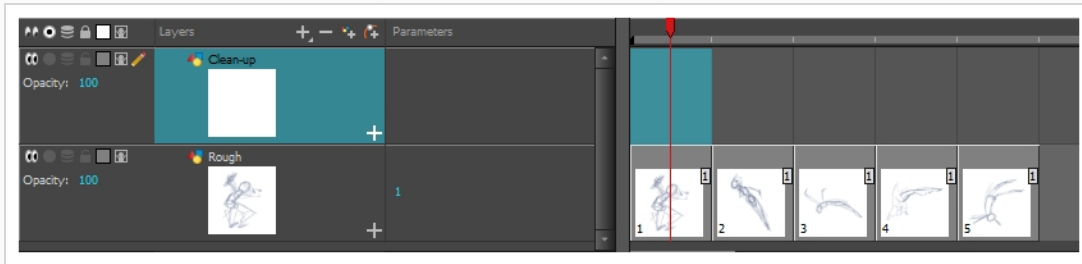 Layers Parameters
Clean-up
Opacity: 100
Rough
Opacity: 100
1
1 1 1 1 1
1 2 3 4 5